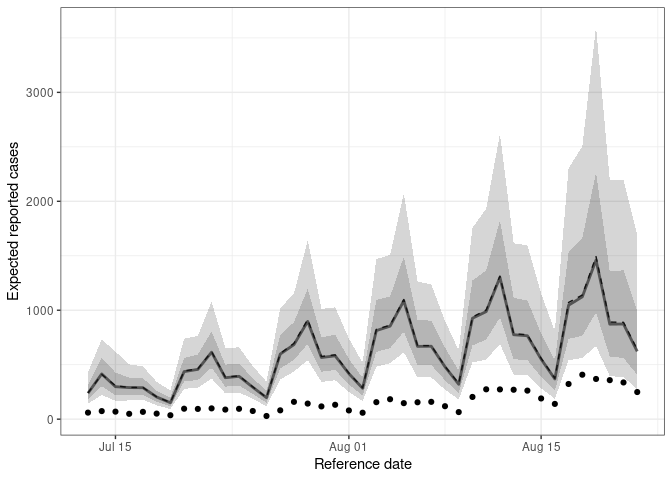 Expected reported cases
3000
2000
1000
0
Jul 15
Aug 01
Aug 15
Reference date